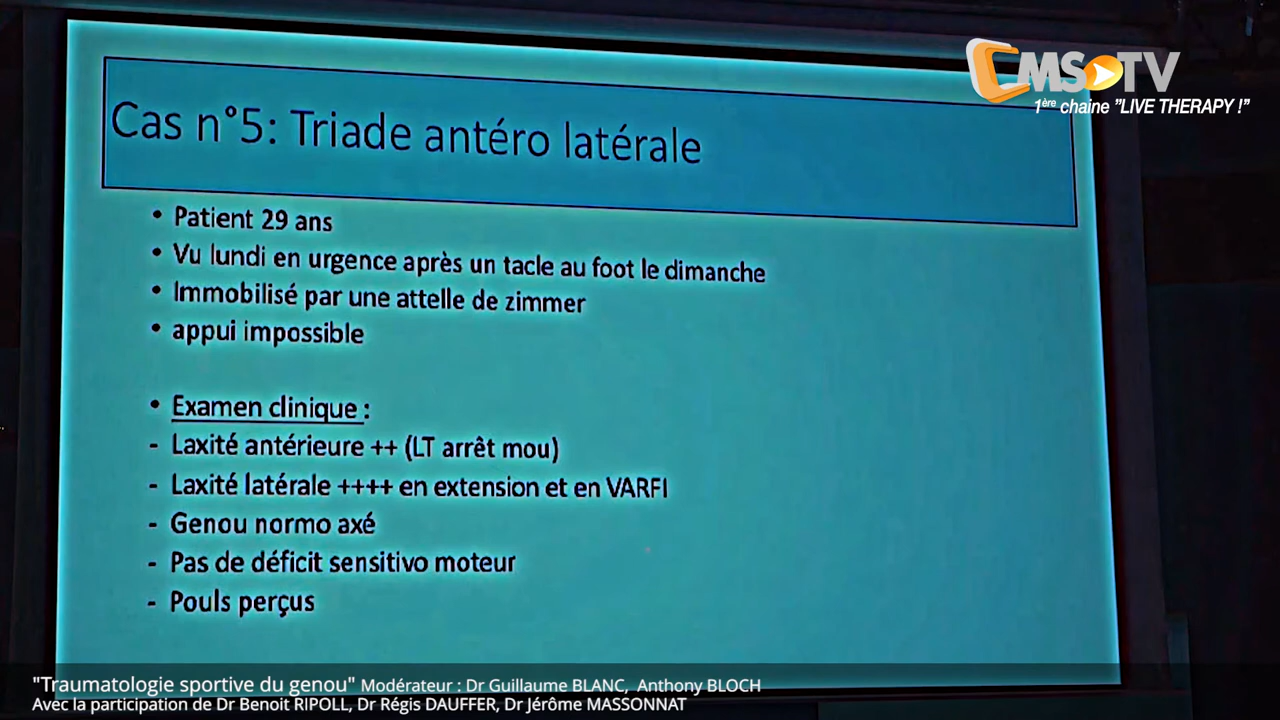 CMS TV
1ère chaine "LIVE THERAPY !"
Cas n°5: Triade antéro latérale
• Patient 29 ans
• Vu lundi en urgence après un tacle au foot le dimanche
• Immobilisé par une attelle de zimmer
• appui impossible
• Examen clinique :
- Laxité antérieure ++ (LT arrêt mou)
- Laxité latérale ++++ en extension et en VARFI
- Genou normo axé
- Pas de déficit sensitivo moteur
- Pouls perçus
"Traumatologie sportive du genou" Modérateur : Dr Guillaume BLANC, Anthony BLOCH
Avec la participation de Dr Benoit RIPOLL, Dr Régis DAUFFER, Dr Jérôme MASSONNAT